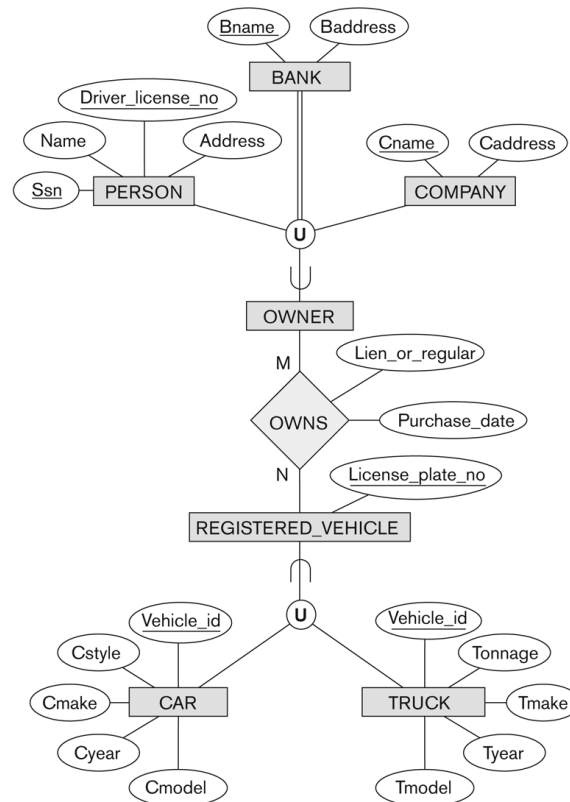 Bname
Baddress
BANK
Driver_license_no
Name
Address
Cname
Caddress
Ssn
PERSON
COMPANY
U
OWNER
M
Lien_or_regular
OWNS
Purchase_date
N
License_plate_no
REGISTERED_VEHICLE
U
Vehicle_id
Vehicle_id
Cstyle
Tonnage
Cmake
CAR
TRUCK
Tmake
Cyear
Tyear
Cmodel
Tmodel